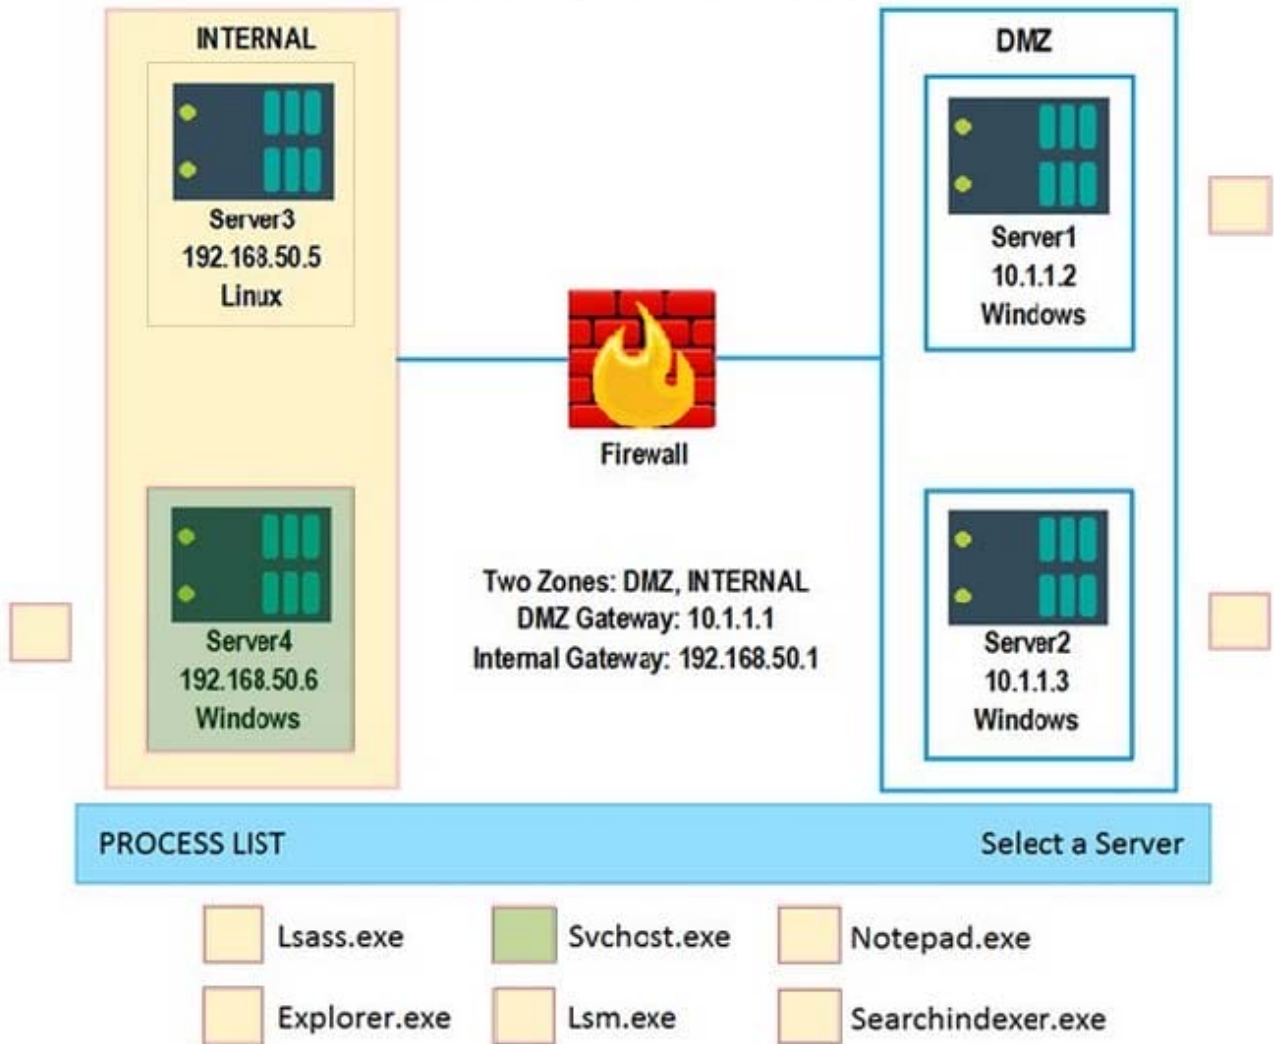 INTERNAL
Server3
192.168.50.5
Linux
Server4
192.168.50.6
Windows
Firewall
Two Zones: DMZ, INTERNAL
DMZ Gateway: 10.1.1.1
Internal Gateway: 192.168.50.1
DMZ
Server1
10.1.1.2
Windows
Server2
10.1.1.3
Windows
PROCESS LIST
Select a Server
Lsass.exe
Svchost.exe
Notepad.exe
Explorer.exe
Lsm.exe
Searchindexer.exe